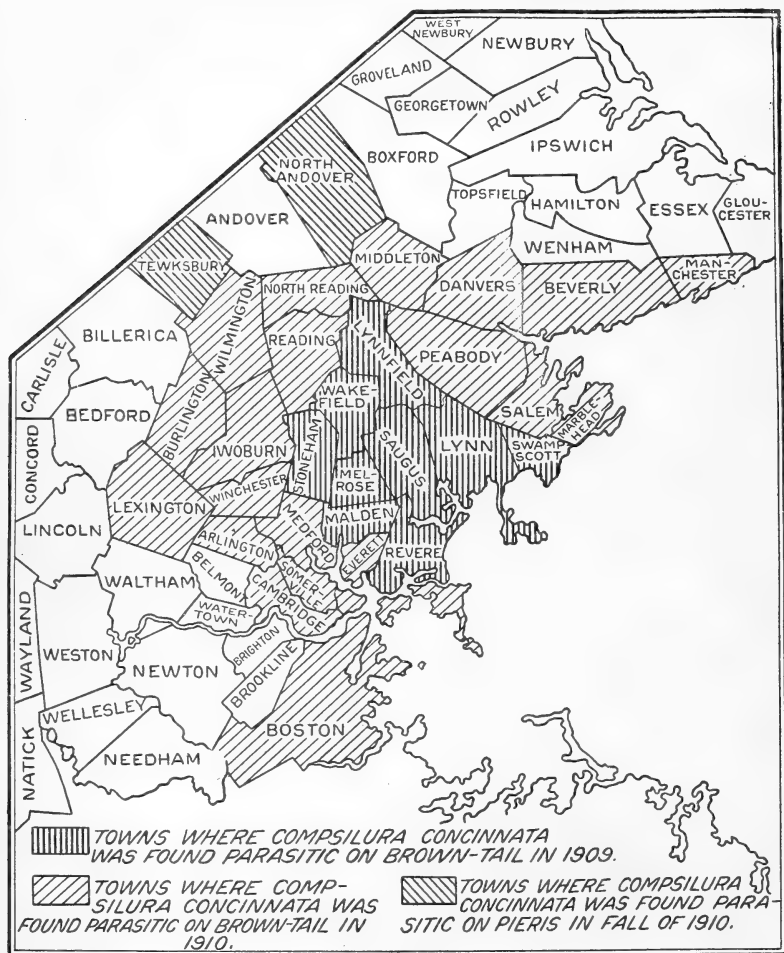 WEST
NEWBURY
NEWBURY
GROVELAND
GEORGETOWN
ROWLEY
NORTH
ANDOVER
BOXFORD
IPSWICH
TOPSFIELD
HAMILTON
ESSEX
GLOU-
CESTER
ANDOVER
WENHAM
TEWKSBURY
MIDDLETON
DANVERS
BEVERLY
MAN-
CHESTER
NORTH READING
BILLERICA
WILMINGTON
READING
LYNNFIELD
PEABODY
CARLISLE
BEDFORD
BURLINGTON
WAKE-
FIELD
SALEM
MARBLE-
HEAD
WOBURN
STONEHAM
SAUGUS
LYNN
SWAMP
SCOTT
CONCORD
LEXINGTON
WINCHESTER
MEL-
ROSE
LINCOLN
MEDFORD
MALDEN
ARLINGTON
EVERETT
REVERE
WALTHAM
BELMONT
SOMER-
VILLE
CAMBRIDGE
WATER-
TOWN
WAYLAND
WESTON
NEWTON
BRIGHTON
BROOKLINE
WELLESLEY
BOSTON
NATICK
NEEDHAM
TOWNS WHERE COMPSILURA CONCINNATA
WAS FOUND PARASITIC ON BROWN-TAIL IN 1909.
TOWNS WHERE COMP-
SILURA CONCINNATA WAS
FOUND PARASITIC ON BROWN-TAIL IN
1910.
TOWNS WHERE COMPSILURA
CONCINNATA WAS FOUND PARA-
SITIC ON PIERIS IN FALL OF 1910.